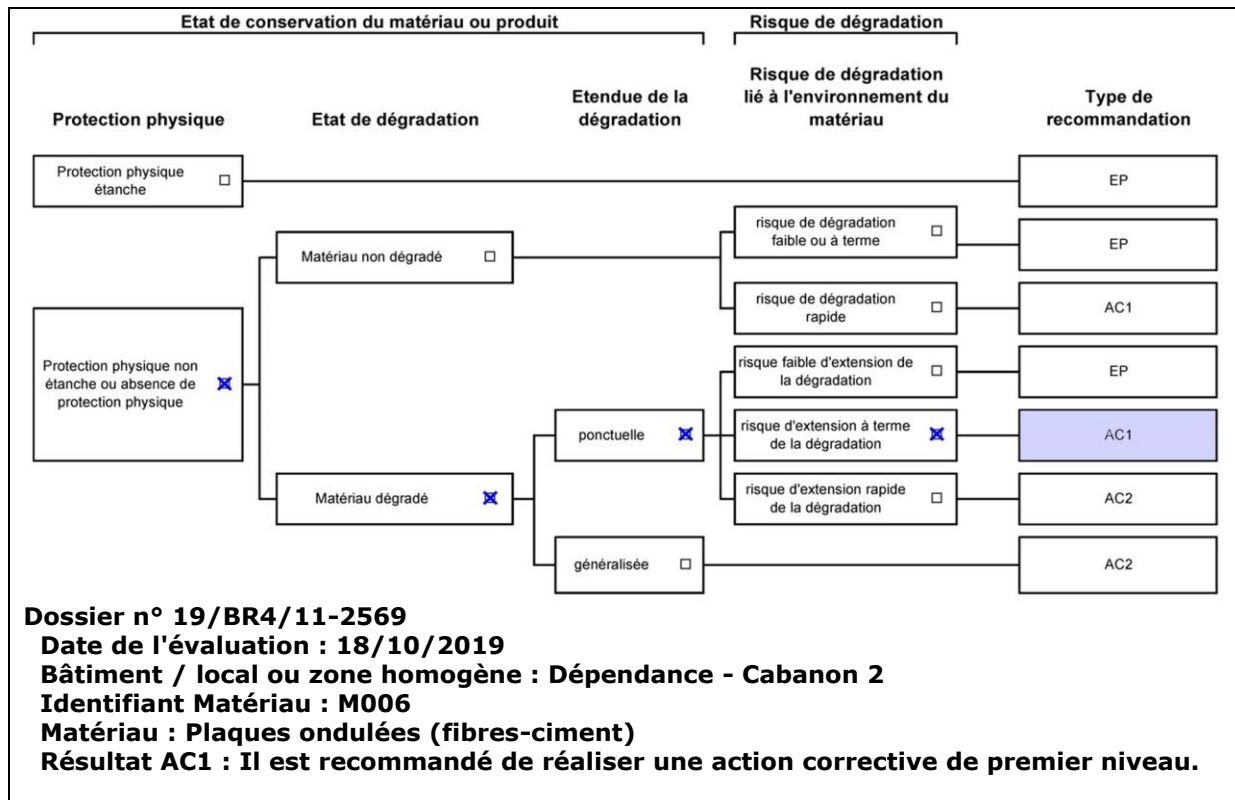 Etat de conservation du matériau ou produit
Risque de dégradation
Protection physique
Etat de dégradation
Etendue de la
dégradation
Risque de dégradation
lié à l'environnement du
matériau
Type de
recommandation
Protection physique
étanche
EP
Matériau non dégradé
risque de dégradation
faible ou à terme
EP
risque de dégradation
rapide
AC1
Protection physique non
étanche ou absence de
protection physique
risque faible d'extension de
la dégradation
EP
ponctuelle
risque d'extension à terme
de la dégradation
AC1
Matériau dégradé
risque d'extension rapide
de la dégradation
AC2
généralisée
AC2
Dossier n° 19/BR4/11-2569
Date de l'évaluation : 18/10/2019
Bâtiment / local ou zone homogène : Dépendance - Cabanon 2
Identifiant Matériau : M006
Matériau : Plaques ondulées (fibres-ciment)
Résultat AC1 : Il est recommandé de réaliser une action corrective de premier niveau.